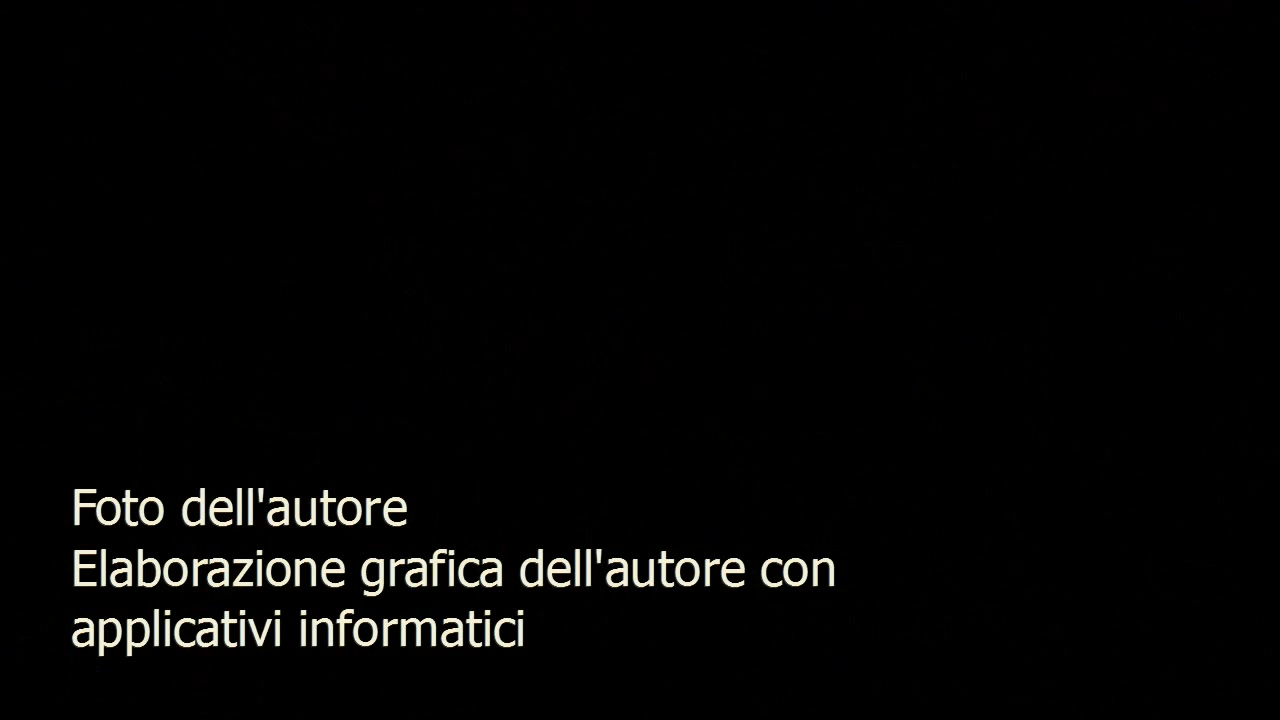 Foto dell'autore
Elaborazione grafica dell'autore con
applicativi informatici